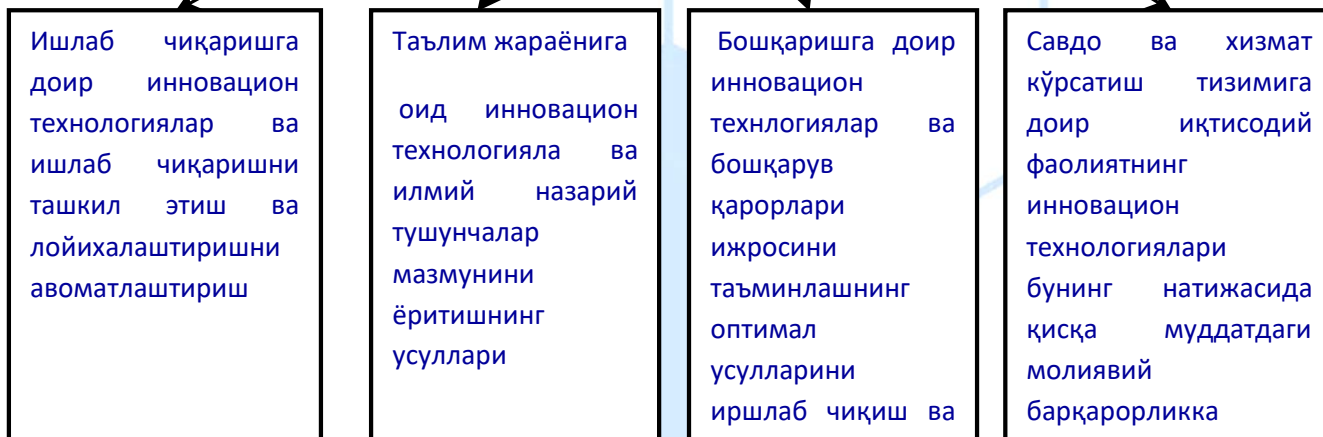 Ишлаб чиқаришга
доир инновацион
технологиялар ва
ишлаб чиқаришни
ташкил этиш ва
лойихалаштиришни
авоматлаштириш
Таълим жараёнига
оид инновацион
технологияла ва
илмий назарий
тушунчалар
мазмунини
ёритишнинг
усуллари
Бошқаришга доир
инновацион
технлогиялар ва
бошқарув
қарорлари
ижросини
таъминлашнинг
оптимал
усулларини
иршлаб чиқиш ва
Савдо ва хизмат
кўрсатиш тизимига
доир иқтисодий
фаолиятнинг
инновацион
технологиялари
бунинг натижасида
қисқа муддатдаги
молиявий
барқарорликка